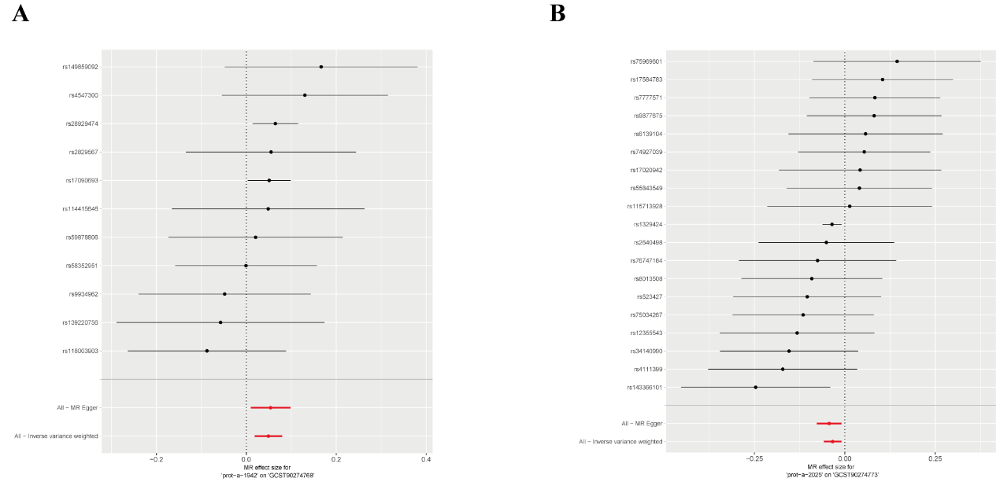 A
rs149859092
rs4547300
rs28929474
rs2829567
rs17090693
rs114415646
rs59878806
rs58352951
rs9934962
rs139220756
rs118003903
All − MR Egger
All − Inverse variance weighted
−0.2 0.0 0.2 0.4
MR effect size for
'prot−a−1942' on 'GCST90274768'
B
rs75969601
rs17584783
rs7777571
rs9877675
rs6139104
rs74927039
rs17020942
rs55843549
rs115713928
rs1329424
rs2640498
rs76747184
rs8013508
rs523427
rs75034267
rs12355543
rs34140990
rs4111399
rs143366101
All − MR Egger
All − Inverse variance weighted
−0.25 0.00 0.25
MR effect size for
'prot−a−2025' on 'GCST90274773'